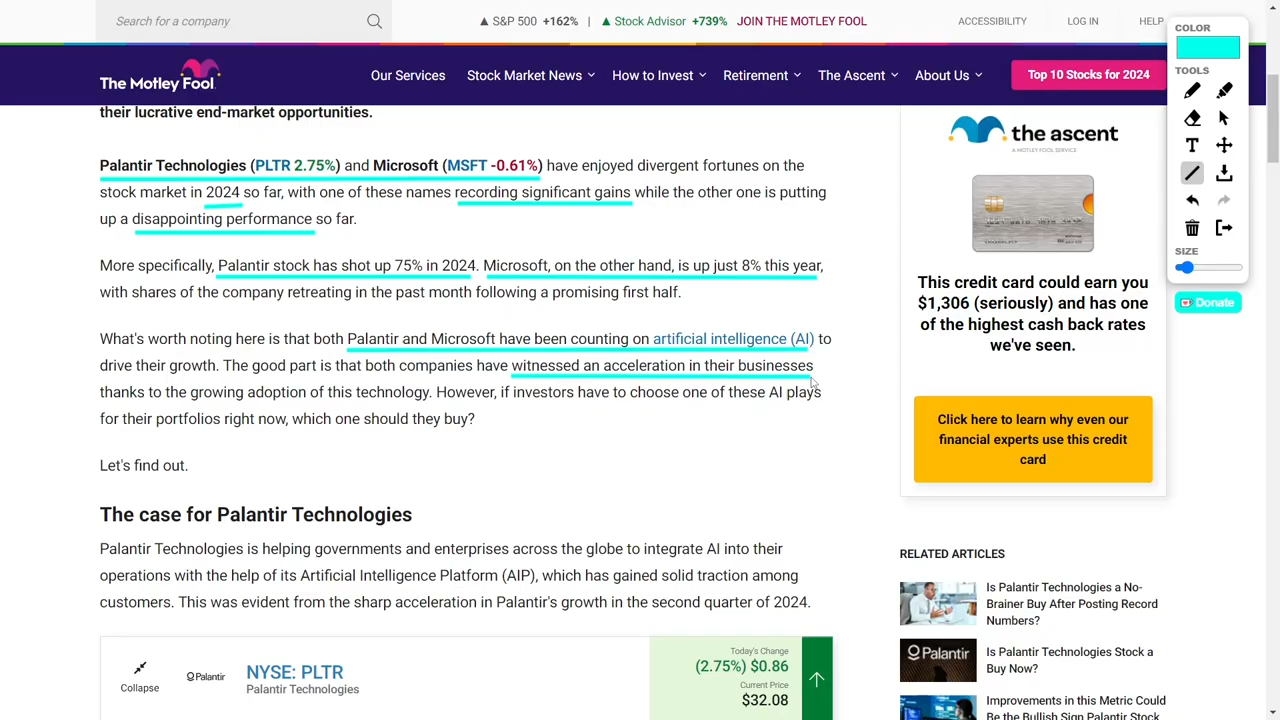 Search for a company
▲ S&P 500 +162% | ▲ Stock Advisor +739% JOIN THE MOTLEY FOOL
ACCESSIBILITY LOG IN HELP
The Motley Fool
Our Services Stock Market News How to Invest Retirement The Ascent About Us
Top 10 Stocks for 2024
COLOR
TOOLS
T
SIZE
Donate
their lucrative end-market opportunities.
Palantir Technologies (PLTR 2.75%) and Microsoft (MSFT -0.61%) have enjoyed divergent fortunes on the
stock market in 2024 so far, with one of these names recording significant gains while the other one is putting
up a disappointing performance so far.
More specifically, Palantir stock has shot up 75% in 2024. Microsoft, on the other hand, is up just 8% this year,
with shares of the company retreating in the past month following a promising first half.
What's worth noting here is that both Palantir and Microsoft have been counting on artificial intelligence (AI) to
drive their growth. The good part is that both companies have witnessed an acceleration in their businesses
thanks to the growing adoption of this technology. However, if investors have to choose one of these AI plays
for their portfolios right now, which one should they buy?
Let's find out.
The case for Palantir Technologies
Palantir Technologies is helping governments and enterprises across the globe to integrate AI into their
operations with the help of its Artificial Intelligence Platform (AIP), which has gained solid traction among
customers. This was evident from the sharp acceleration in Palantir's growth in the second quarter of 2024.
Collapse
Palantir
NYSE: PLTR
Palantir Technologies
Today's Change
(2.75%) $0.86
Current Price
$32.08
the ascent
A MOTLEY FOOL SERVICE
This credit card could earn you
$1,306 (seriously) and has one
of the highest cash back rates
we've seen.
Click here to learn why even our
financial experts use this credit
card
RELATED ARTICLES
Is Palantir Technologies a No-
Brainer Buy After Posting Record
Numbers?
Palantir
Is Palantir Technologies Stock a
Buy Now?
Improvements in this Metric Could
Be the Bullish Sign Palantir Stock